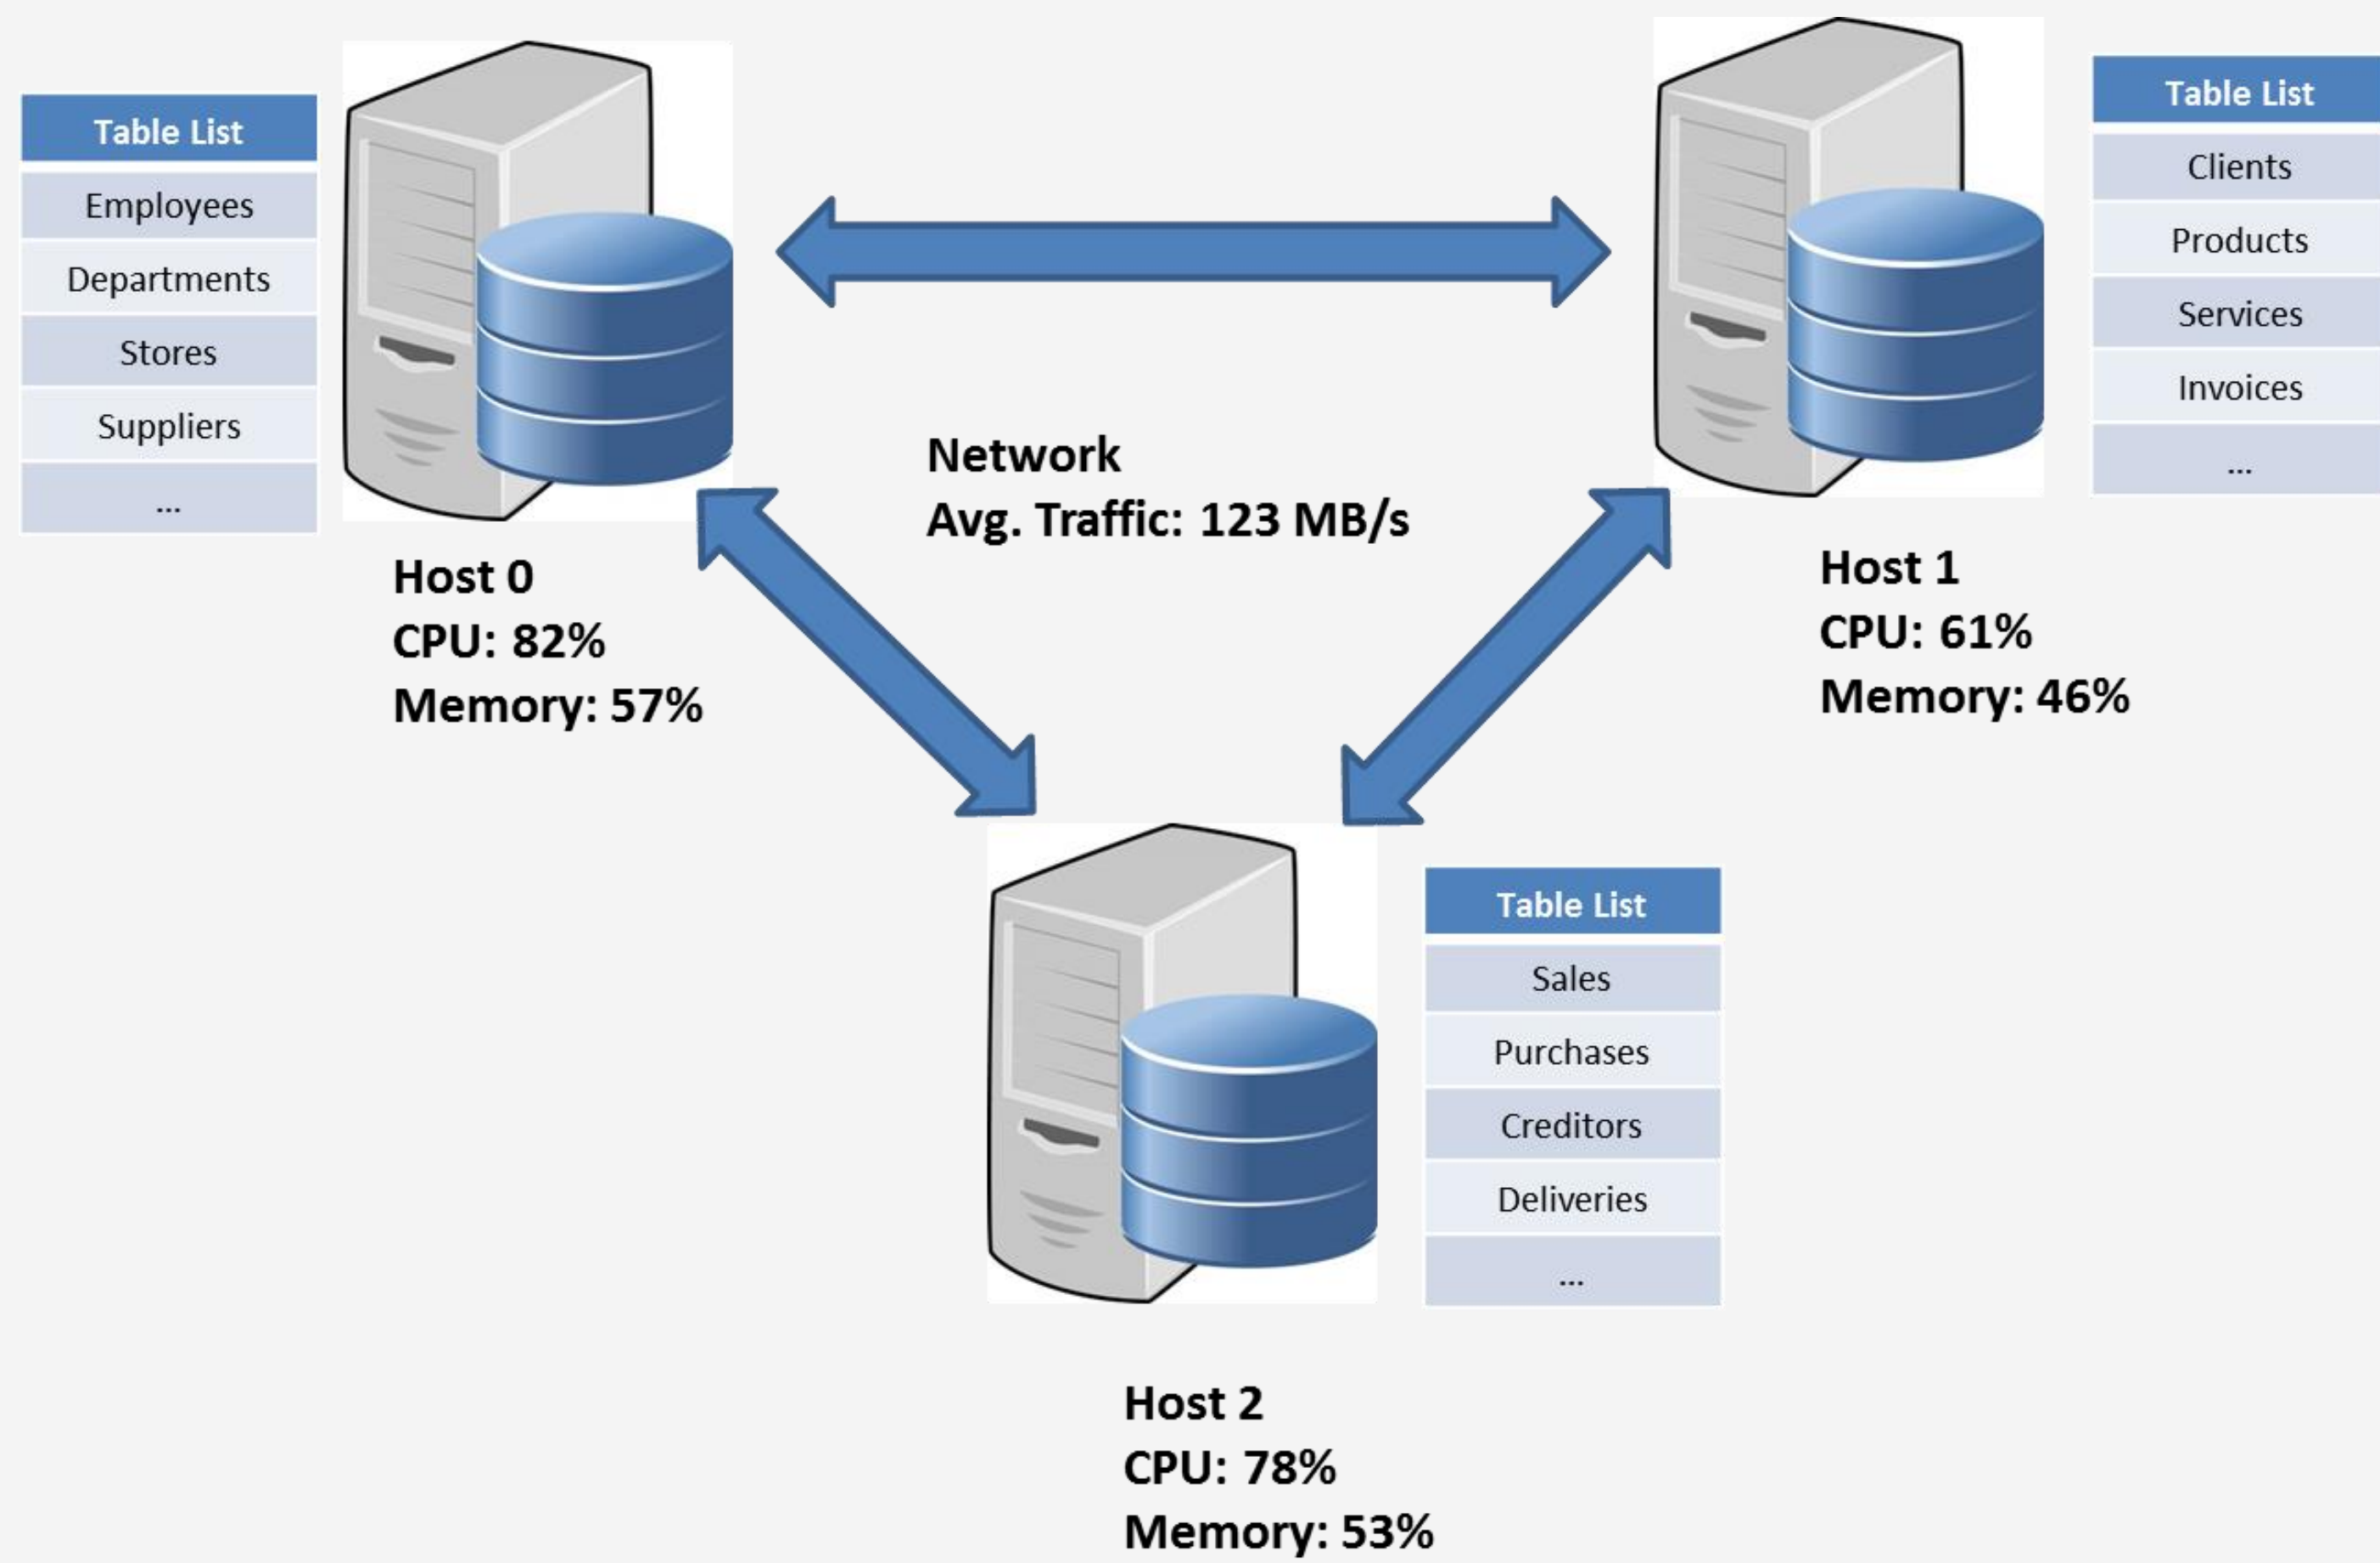 Table List
Employees
Departments
Stores
Suppliers
...
Host 0
CPU: 82%
Memory: 57%
Network
Avg. Traffic: 123 MB/s
Table List
Clients
Products
Services
Invoices
...
Host 1
CPU: 61%
Memory: 46%
Table List
Sales
Purchases
Creditors
Deliveries
...
Host 2
CPU: 78%
Memory: 53%